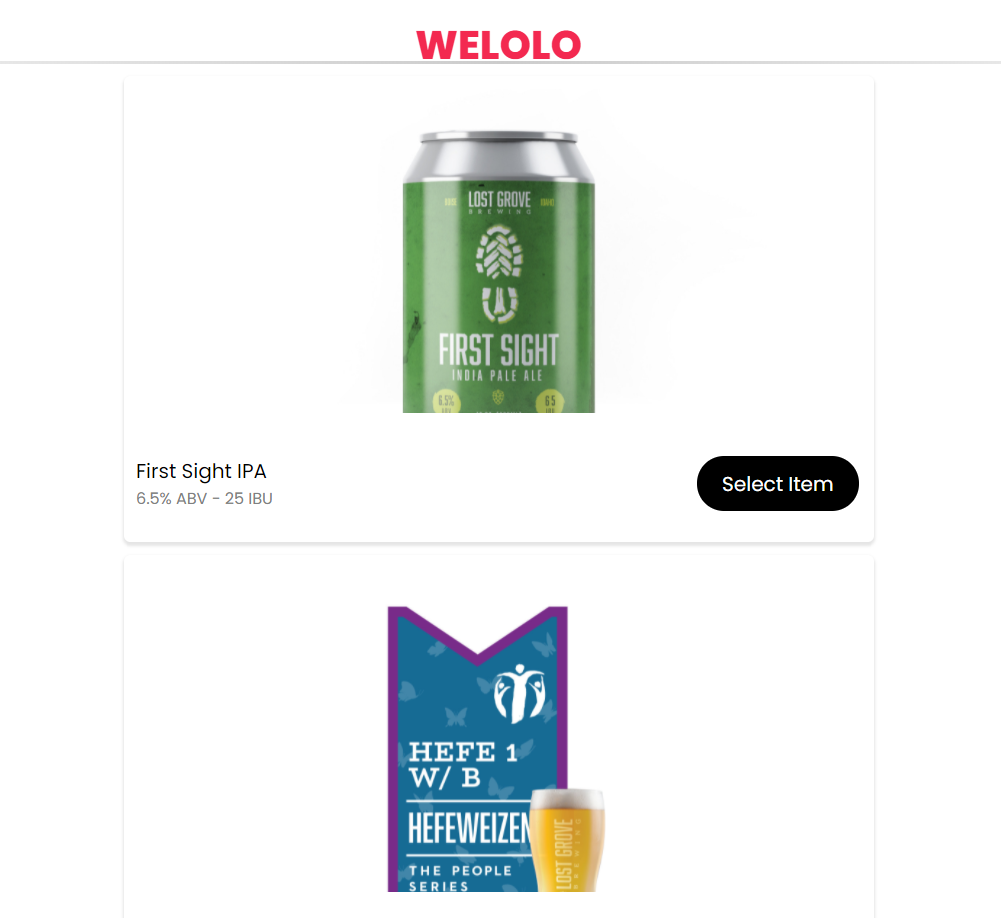 WELOLO
LOST GROVE
BREWING
FIRST SIGHT
INDIA PALE ALE
6.5%
65
First Sight IPA
6.5% ABV - 25 IBU
Select Item
HEFE 1
W/ B
HEFEWEIZEN
THE PEOPLE
SERIES
LOST GROVE
BREWING